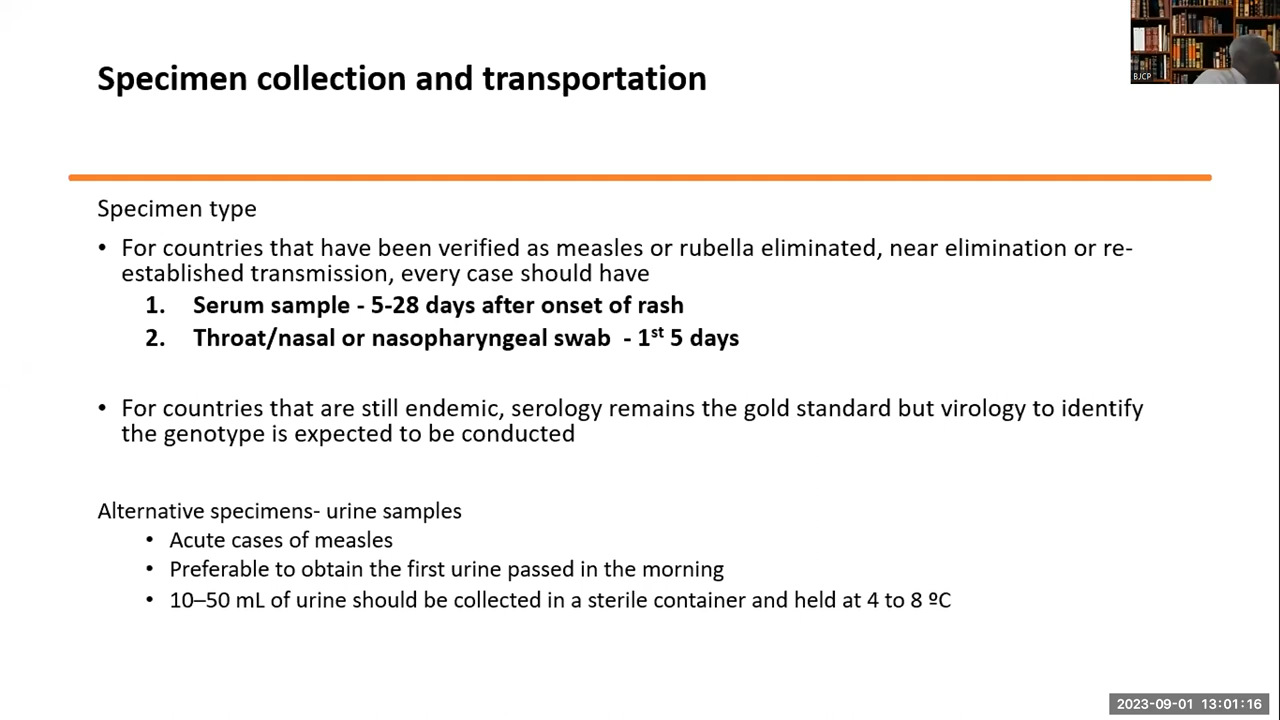 BJCP
Specimen collection and transportation
Specimen type
• For countries that have been verified as measles or rubella eliminated, near elimination or re-
established transmission, every case should have
1. Serum sample - 5-28 days after onset of rash
2. Throat/nasal or nasopharyngeal swab - 1st 5 days
• For countries that are still endemic, serology remains the gold standard but virology to identify
the genotype is expected to be conducted
Alternative specimens- urine samples
• Acute cases of measles
• Preferable to obtain the first urine passed in the morning
• 10–50 mL of urine should be collected in a sterile container and held at 4 to 8 ºC
2023-09-01 13:01:16